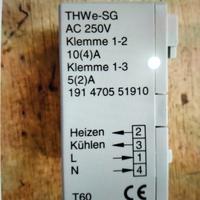 THWe-SG
AC 250V
Klemme 1-2
10(4)A
Klemme 1-3
5(2)A
191 4705 51910
Heizen 2
Kühlen 3
L 1
N 4
T60 CE